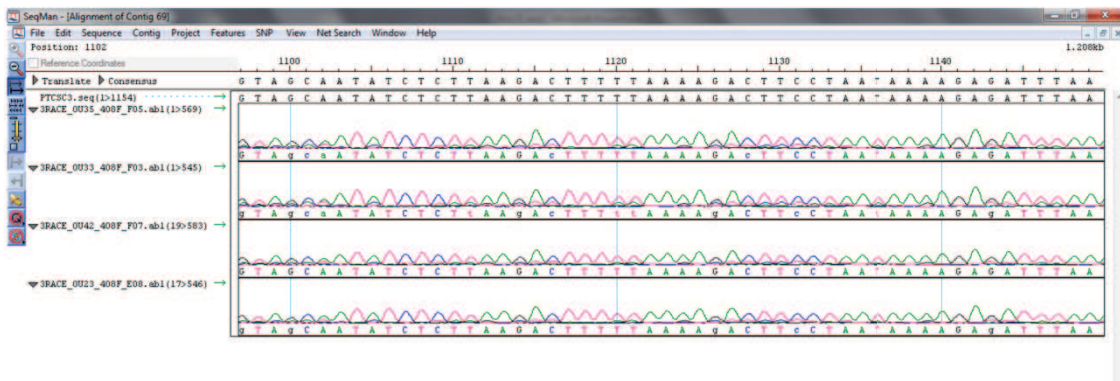 SeqMan - [Alignment of Contig 69]
File Edit Sequence Contig Project Features SNP View Net Search Window Help
Position: 1102 1.208kb
Reference Coordinates 1100 1110 1120 1130 1140
Translate Consensus G T A G C A A T A T C T C T T A A G A C T T T T T A A A A G A C T T C C T A A T A A A A G A G A T T T A A
PTCSC3.seq(1>1154) → G T A G C A A T A T C T C T T A A G A C T T T T T A A A A G A C T T C C T A A T A A A A G A G A T T T A A
3RACE_OU35_408F_F05.ab1(1>569) →
G T A g c a A T A T C T C T T A A G A c T T T T T A A A A G A C T T C C T A A T A A A A G A G A T T T A A
3RACE_OU33_408F_F03.ab1(1>545) →
g T A g c a A T A T C T C T t A A g a c T T T t t A A A A g A C T T c C T A A t A A A A G A g A T T T A A
3RACE_OU42_408F_F07.ab1(19>583) →
G T A G C A A T A T C T C T T A A G A C T T T T T A A A A G A C T T C C T A A T A A A A G A G A T T T A A
3RACE_OU23_408F_E08.ab1(17>546) →
g T A g C A A T A T C T C T T A A G A C T T T T T A A A A G A C T T c C T A A T A A A A G A g A T T T A A